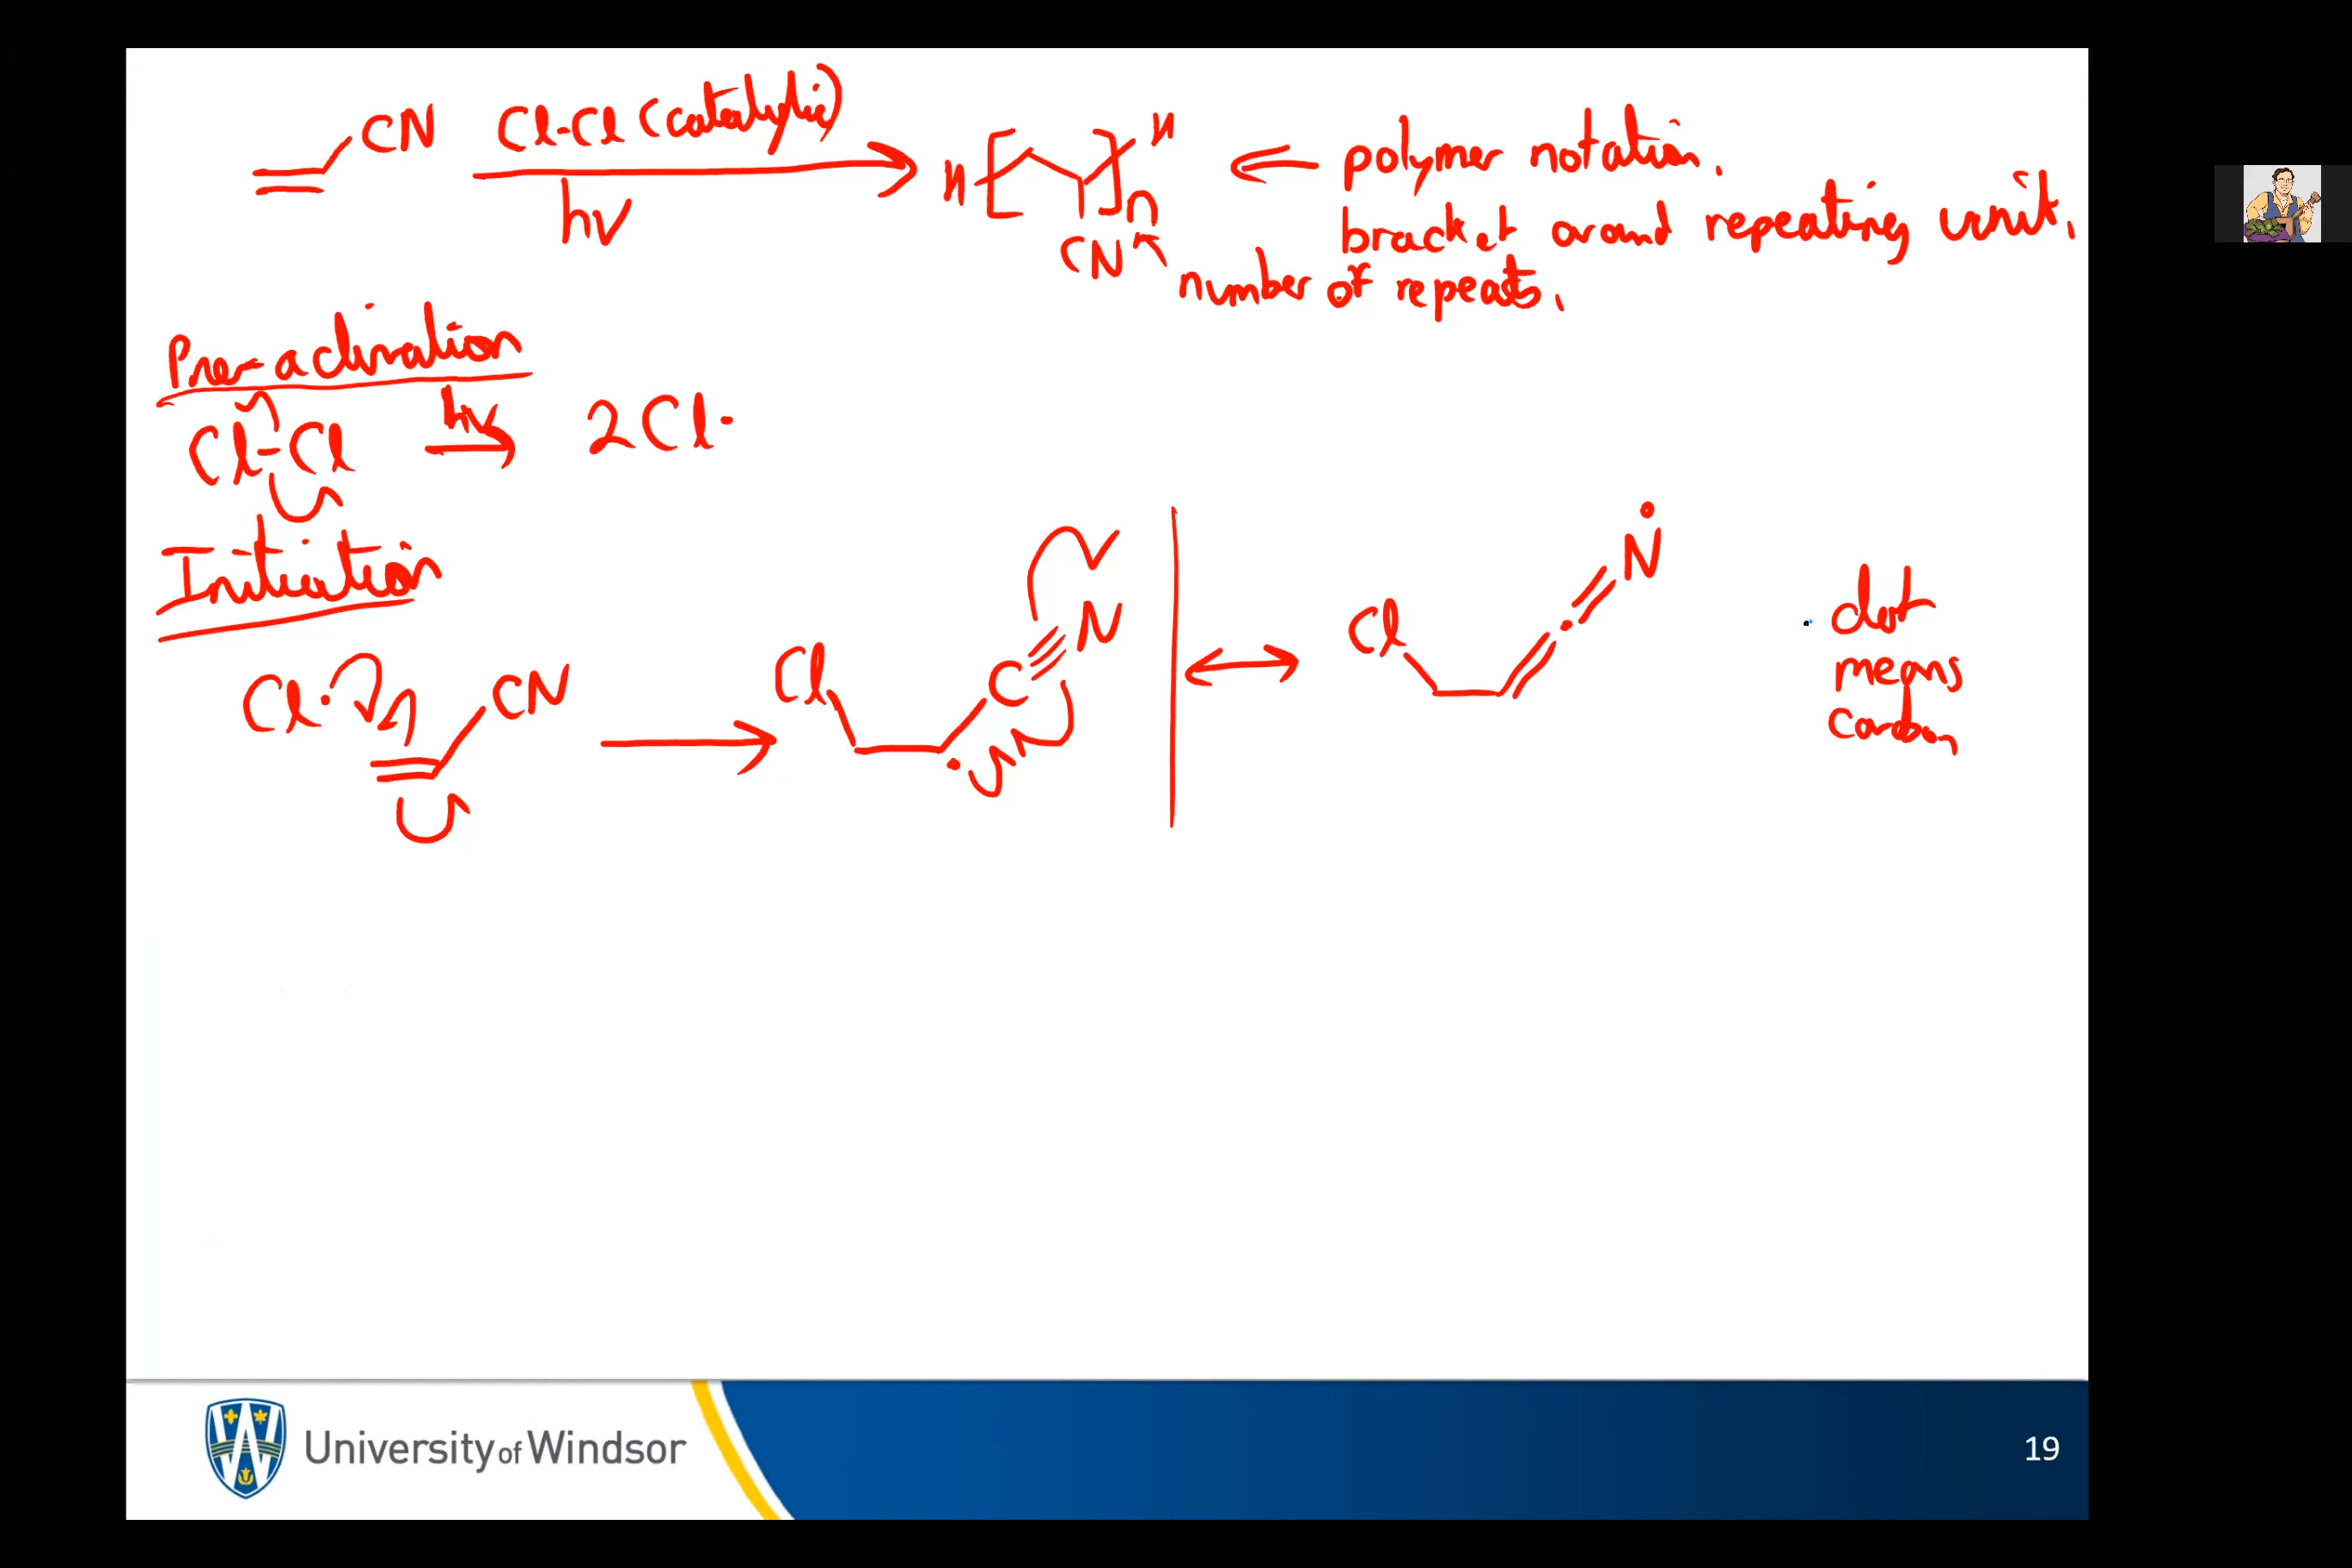 CN Cl-Cl (catalytic)
hν
H [ ] H
n
CN
polymer notation.
bracket around repeating unit.
number of repeats.
Pre-activation
Cl-Cl hν 2Cl·
Intiation
Cl· CN
Cl C≡N
Cl N
dot
means
carbon
University of Windsor
19